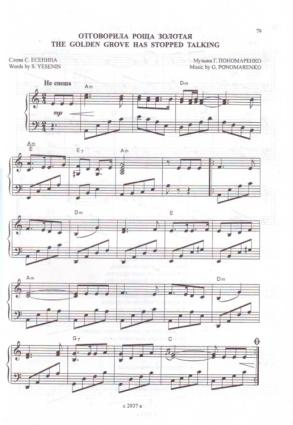 79
ОТГОВОРИЛА РОЩА ЗОЛОТАЯ
THE GOLDEN GROVE HAS STOPPED TALKING
Слова С. ЕСЕНИНА
Words by S. YESENIN
Музыка Г. ПОНОМАРЕНКО
Music by G. PONOMARENKO
Не спеша
Am Dm
mp
Am E7 Am
Dm E
Am Dm
G7 C
с 2937 к